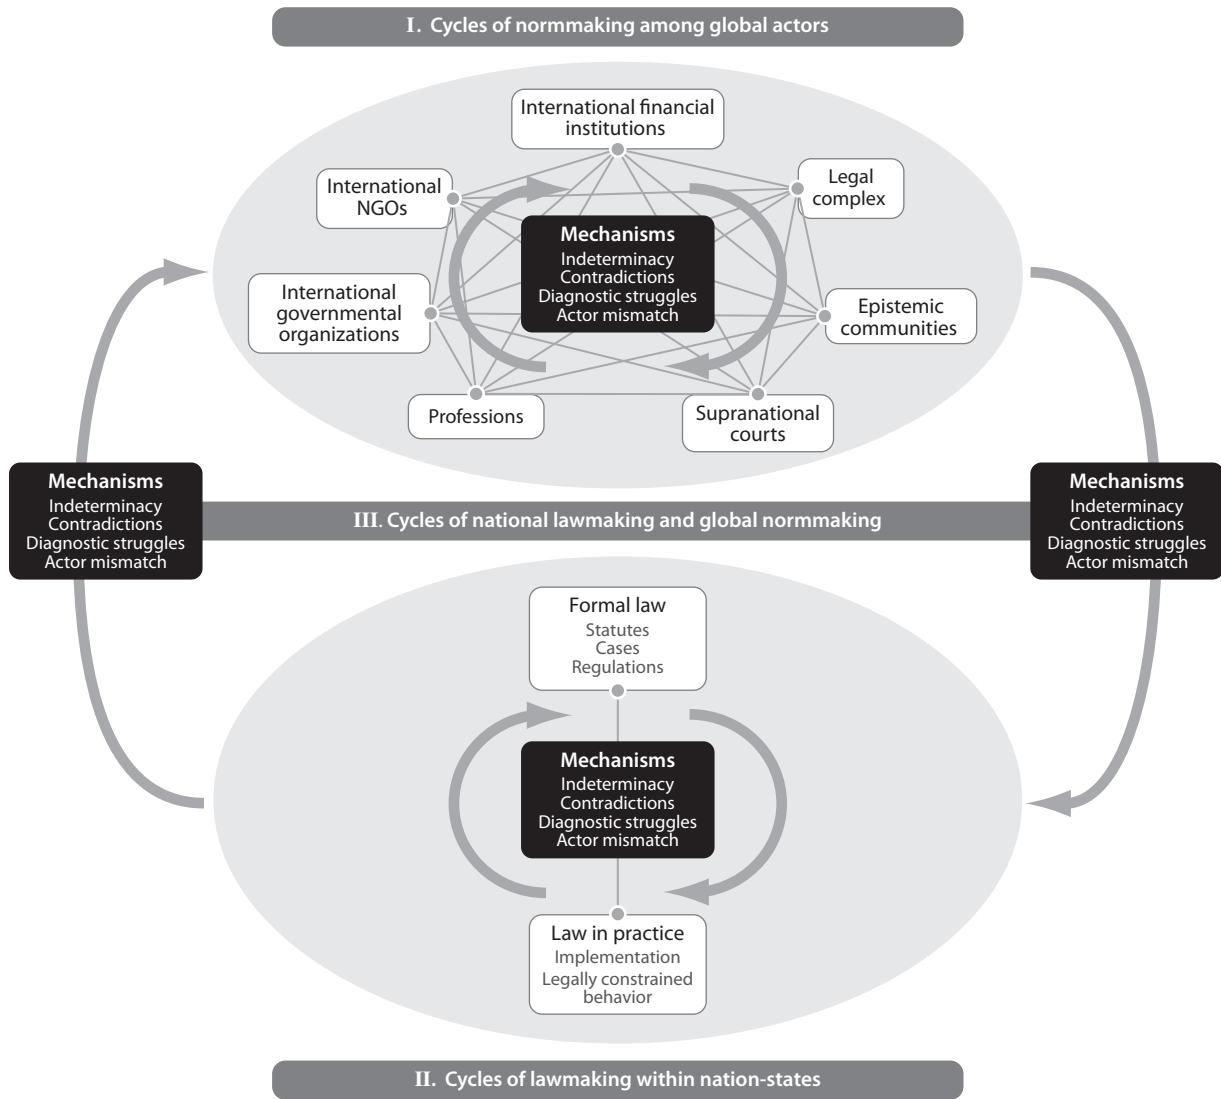 I. Cycles of normmaking among global actors
International financial
institutions
International
NGOs
Legal
complex
Mechanisms
Indeterminacy
Contradictions
Diagnostic struggles
Actor mismatch
International
governmental
organizations
Epistemic
communities
Professions
Supranational
courts
Mechanisms
Indeterminacy
Contradictions
Diagnostic struggles
Actor mismatch
III. Cycles of national lawmaking and global normmaking
Mechanisms
Indeterminacy
Contradictions
Diagnostic struggles
Actor mismatch
Formal law
Statutes
Cases
Regulations
Mechanisms
Indeterminacy
Contradictions
Diagnostic struggles
Actor mismatch
Law in practice
Implementation
Legally constrained
behavior
II. Cycles of lawmaking within nation-states